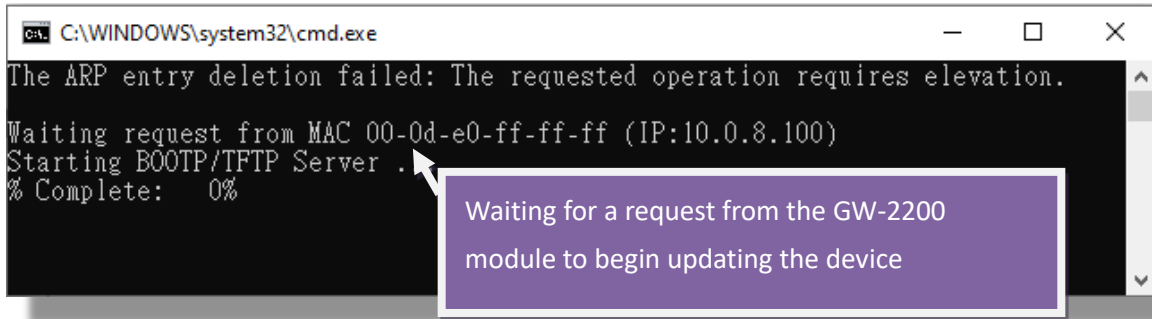 C:\WINDOWS\system32\cmd.exe
The ARP entry deletion failed: The requested operation requires elevation.
Waiting request from MAC 00-0d-e0-ff-ff-ff (IP:10.0.8.100)
Starting BOOTP/TFTP Server .
% Complete:   0%
Waiting for a request from the GW-2200
module to begin updating the device